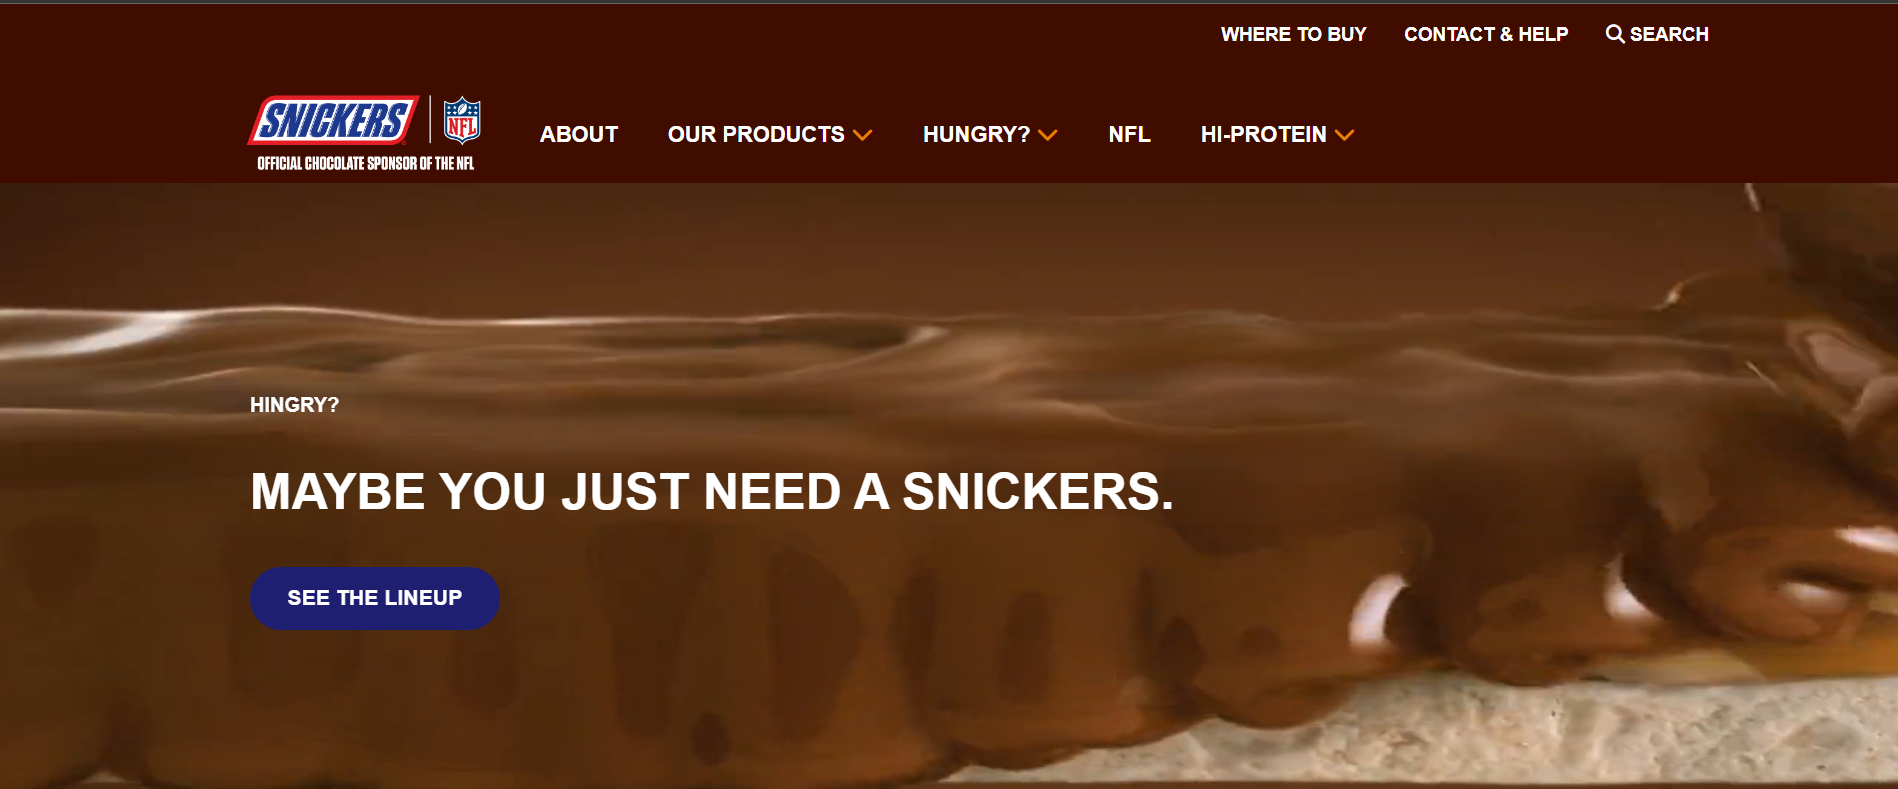 WHERE TO BUY CONTACT & HELP SEARCH
SNICKERS NFL
OFFICIAL CHOCOLATE SPONSOR OF THE NFL
ABOUT OUR PRODUCTS HUNGRY? NFL HI-PROTEIN
HINGRY?
MAYBE YOU JUST NEED A SNICKERS.
SEE THE LINEUP